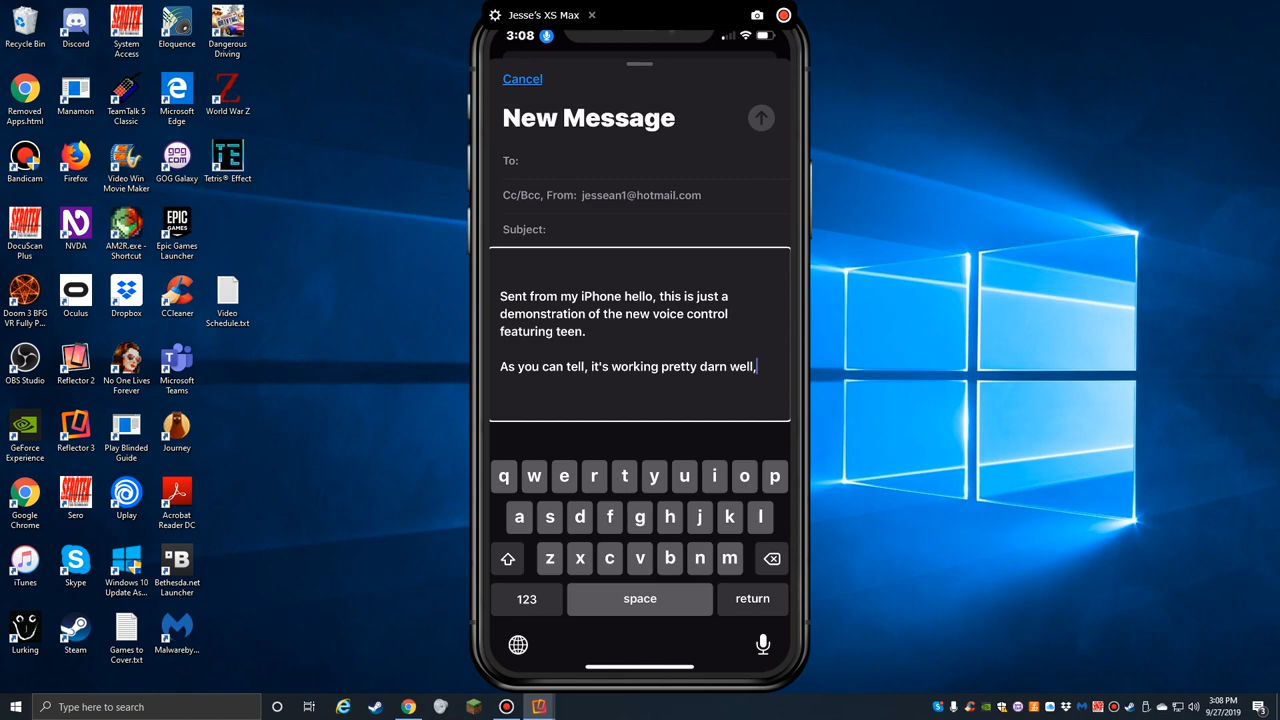 Jesse's XS Max
3:08
Cancel
New Message
To:
Cc/Bcc, From: jessean1@hotmail.com
Subject:
Sent from my iPhone hello, this is just a
demonstration of the new voice control
featuring teen.
As you can tell, it's working pretty darn well,
q w e r t y u i o p
a s d f g h j k l
z x c v b n m
123 space return
Recycle Bin
Discord
System
Access
Eloquence
Dangerous
Driving
Removed
Apps.html
Manamon
TeamTalk 5
Classic
Microsoft
Edge
World War Z
Bandicam
Firefox
Video Win
Movie Maker
GOG Galaxy
Tetris® Effect
DocuScan
Plus
NVDA
AM2R.exe -
Shortcut
Epic Games
Launcher
Doom 3 BFG
VR Fully P...
Oculus
Dropbox
CCleaner
Video
Schedule.txt
OBS Studio
Reflector 2
No One Lives
Forever
Microsoft
Teams
GeForce
Experience
Reflector 3
Play Blinded
Guide
Journey
Google
Chrome
Sero
Uplay
Acrobat
Reader DC
iTunes
Skype
Windows 10
Update As...
Bethesda.net
Launcher
Lurking
Steam
Games to
Cover.txt
Malwareby...
Type here to search
3:08 PM
9/27/2019